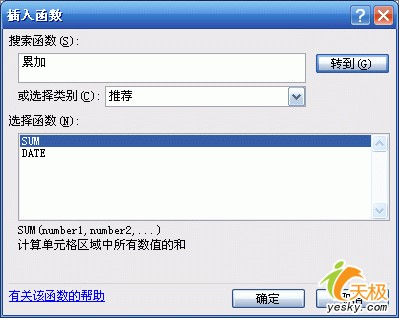 插入函数
搜索函数(S):
累加
转到(G)
或选择类别(C): 推荐
选择函数(N):
SUM
DATE
SUM(number1,number2,...)
计算单元格区域中所有数值的和
有关该函数的帮助
确定
天极
yesky.com